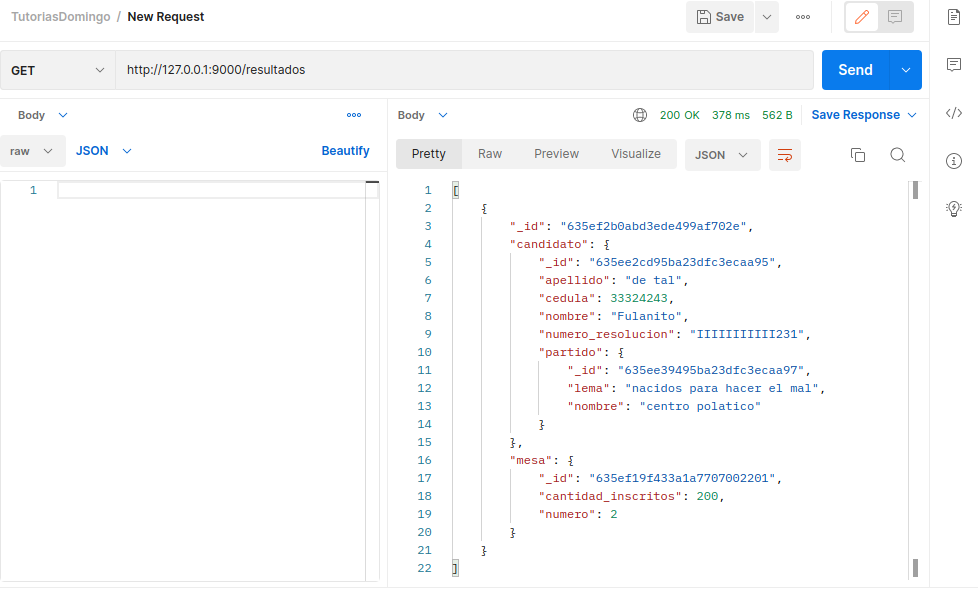 TutoriasDomingo / New Request
Save
GET
http://127.0.0.1:9000/resultados
Send
Body
raw
JSON
Beautify
1
Body
200 OK 378 ms 562 B
Save Response
Pretty Raw Preview Visualize
JSON
1 [
2 {
3 "_id": "635ef2b0abd3ede499af702e",
4 "candidato": {
5 "_id": "635ee2cd95ba23dfc3ecaa95",
6 "apellido": "de tal",
7 "cedula": 33324243,
8 "nombre": "Fulanito",
9 "numero_resolucion": "IIIIIIIIIII231",
10 "partido": {
11 "_id": "635ee39495ba23dfc3ecaa97",
12 "lema": "nacidos para hacer el mal",
13 "nombre": "centro polatico"
14 }
15 },
16 "mesa": {
17 "_id": "635ef19f433a1a7707002201",
18 "cantidad_inscritos": 200,
19 "numero": 2
20 }
21 }
22 ]